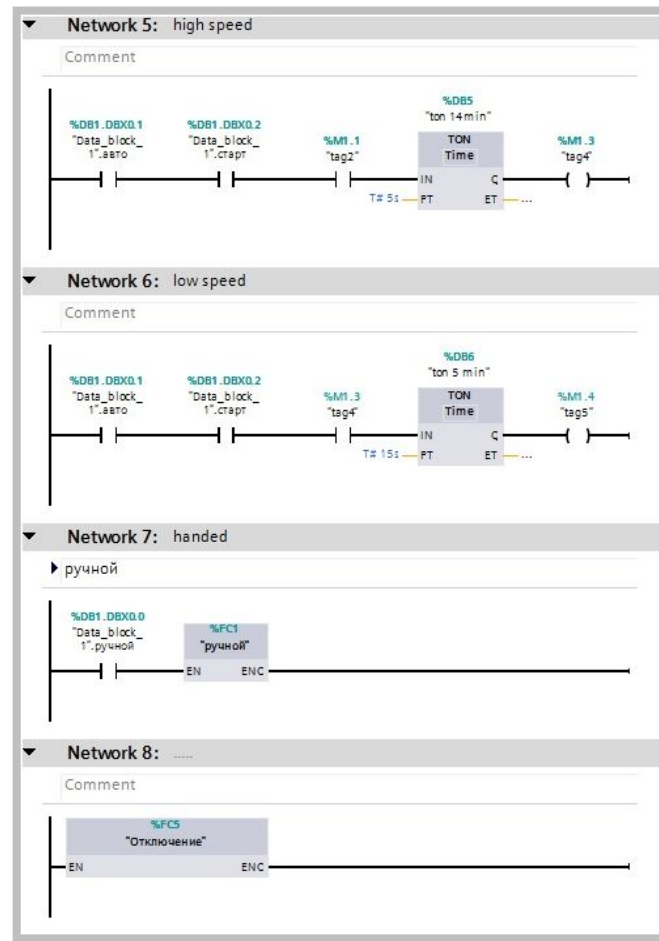 Network 5: high speed
Comment
%DB5
"ton 14min"
%DB1.DBX0.1 %DB1.DBX0.2
"Data_block_ "Data_block_ %M1.1 TON %M1.3
1".авто 1".старт "tag2" Time "tag4"
IN Q
T# 5s PT ET ...
Network 6: low speed
Comment
%DB6
"ton 5 min"
%DB1.DBX0.1 %DB1.DBX0.2
"Data_block_ "Data_block_ %M1.3 TON %M1.4
1".авто 1".старт "tag4" Time "tag5"
IN Q
T# 15s PT ET ...
Network 7: handed
ручной
%DB1.DBX0.0
"Data_block_ %FC1
1".ручной "ручной"
EN ENC
Network 8: .....
Comment
%FC5
"Отключение"
EN ENC